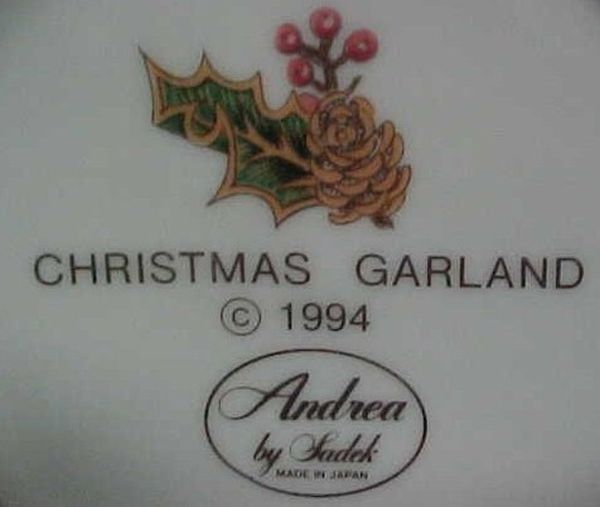 CHRISTMAS GARLAND
© 1994
Andrea
by Sadek
MADE IN JAPAN